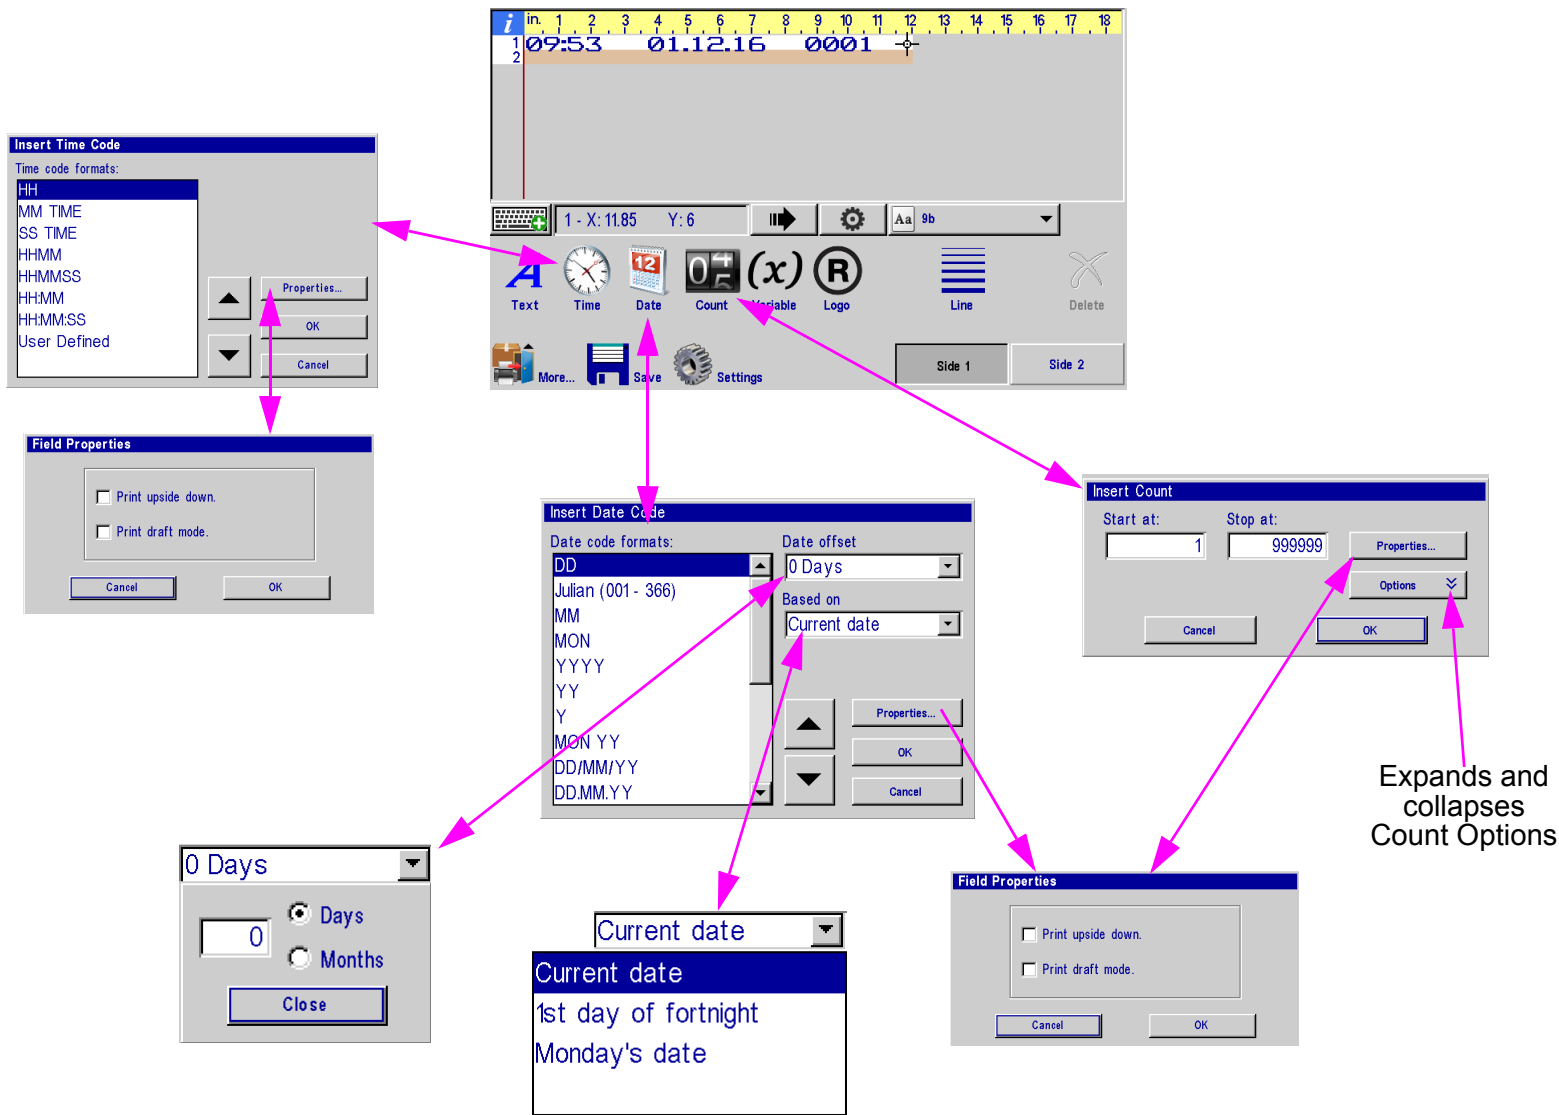 i in. 1 2 3 4 5 6 7 8 9 10 11 12 13 14 15 16 17 18
1 09:53 01.12.16 0001
2
1 - X: 11.85 Y: 6
Aa 9b
A
12
(x)
R
Text Time Date Count Variable Logo Line Delete
More... Save Settings Side 1 Side 2
Insert Time Code
Time code formats:
HH
MM TIME
SS TIME
HHMM
HHMMSS
HH:MM
HH:MM:SS
User Defined
Properties...
OK
Cancel
Field Properties
Print upside down.
Print draft mode.
Cancel OK
Insert Date Code
Date code formats:
DD
Julian (001 - 366)
MM
MON
YYYY
YY
Y
MON YY
DD/MM/YY
DD.MM.YY
Date offset
0 Days
Based on
Current date
Properties...
OK
Cancel
Insert Count
Start at: Stop at:
1 999999
Properties...
Options
Cancel OK
Expands and
collapses
Count Options
0 Days
0
Days
Months
Close
Current date
Current date
1st day of fortnight
Monday's date
Field Properties
Print upside down.
Print draft mode.
Cancel OK